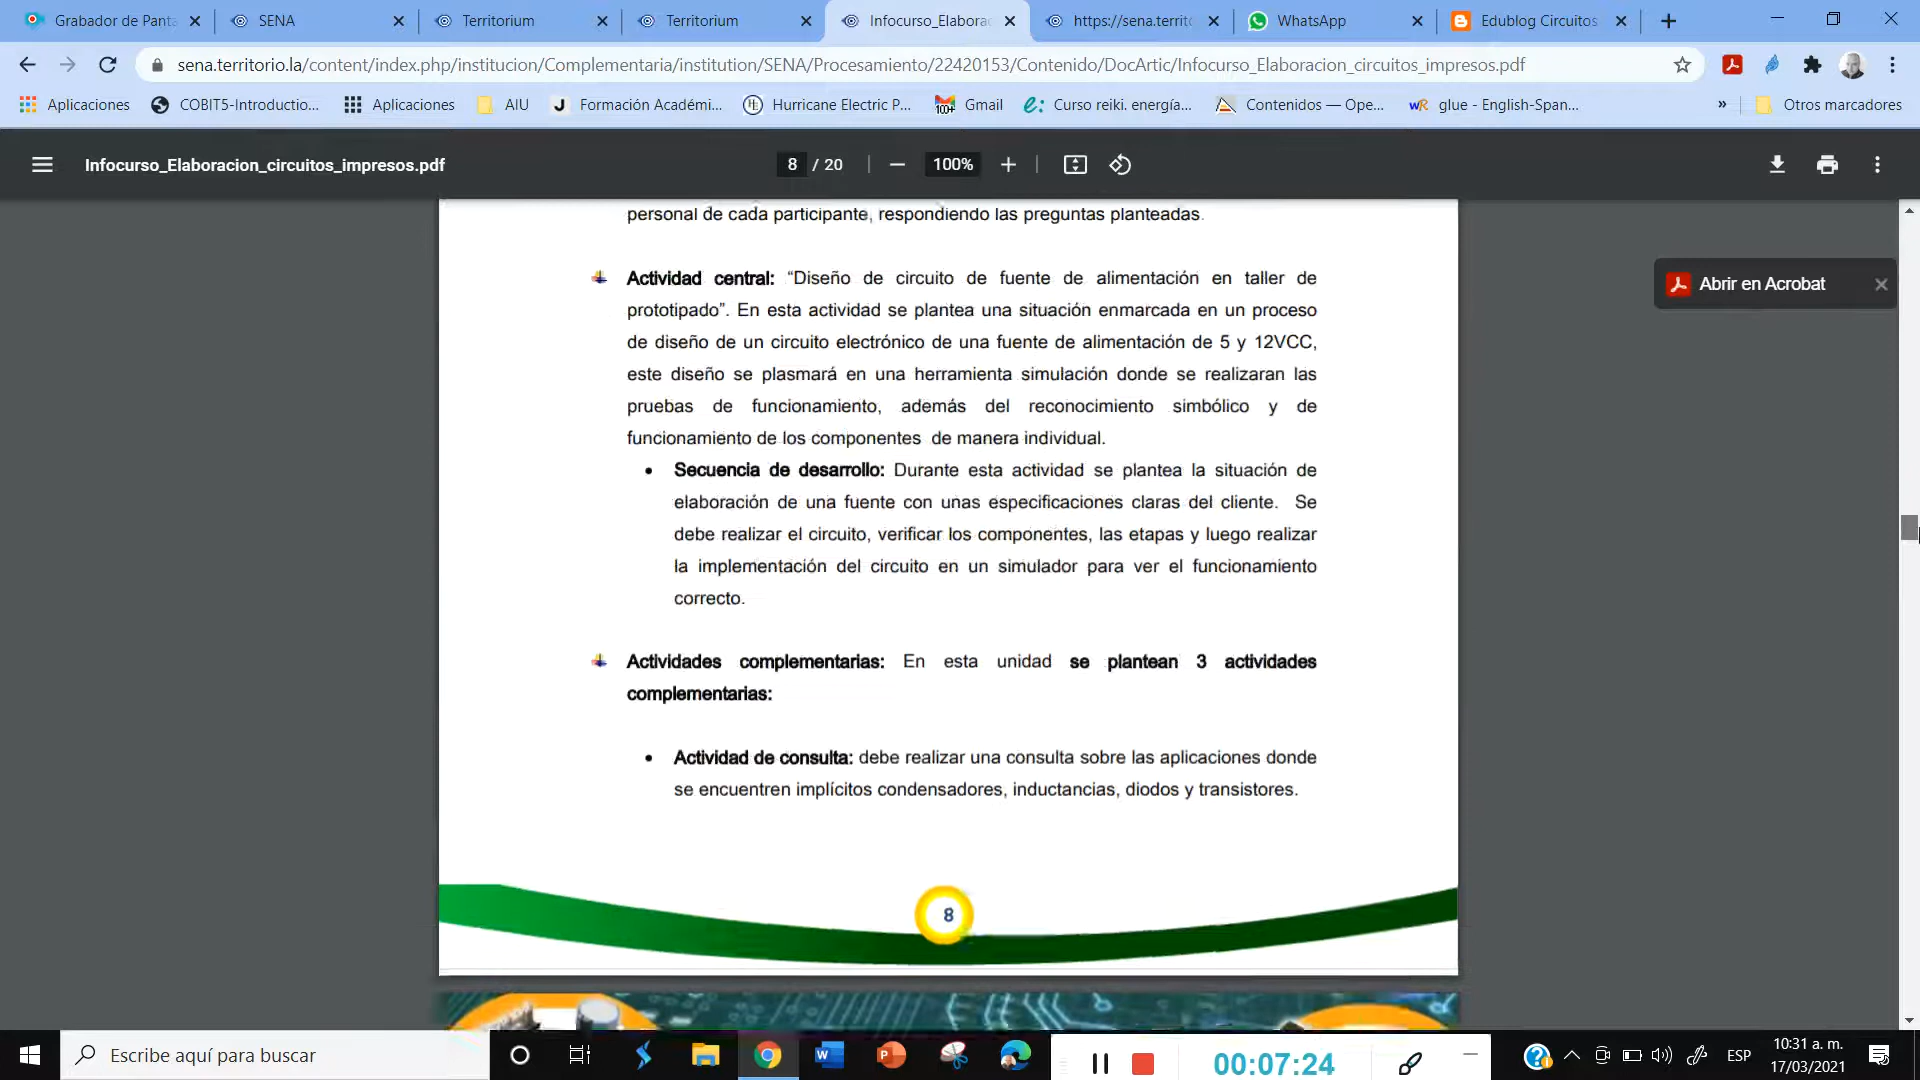 Grabador de Panta
SENA
Territorium
Territorium
Infocurso_Elaborac
https://sena.territo
WhatsApp
Edublog Circuitos
sena.territorio.la/content/index.php/institucion/Complementaria/institution/SENA/Procesamiento/22420153/Contenido/DocArtic/Infocurso_Elaboracion_circuitos_impresos.pdf
Aplicaciones
COBIT5-Introductio...
Aplicaciones
AIU
Formación Académi...
Hurricane Electric P...
Gmail
Curso reiki. energía...
Contenidos — Ope...
glue - English-Span...
»
Otros marcadores
Infocurso_Elaboracion_circuitos_impresos.pdf
8 / 20
100%
Abrir en Acrobat
personal de cada participante, respondiendo las preguntas planteadas.
Actividad central: “Diseño de circuito de fuente de alimentación en taller de
prototipado”. En esta actividad se plantea una situación enmarcada en un proceso
de diseño de un circuito electrónico de una fuente de alimentación de 5 y 12VCC,
este diseño se plasmará en una herramienta simulación donde se realizaran las
pruebas de funcionamiento, además del reconocimiento simbólico y de
funcionamiento de los componentes de manera individual.
• Secuencia de desarrollo: Durante esta actividad se plantea la situación de
elaboración de una fuente con unas especificaciones claras del cliente. Se
debe realizar el circuito, verificar los componentes, las etapas y luego realizar
la implementación del circuito en un simulador para ver el funcionamiento
correcto.
Actividades complementarias: En esta unidad se plantean 3 actividades
complementarias:
• Actividad de consulta: debe realizar una consulta sobre las aplicaciones donde
se encuentren implícitos condensadores, inductancias, diodos y transistores.
8
Escribe aquí para buscar
00:07:24
ESP
10:31 a. m.
17/03/2021